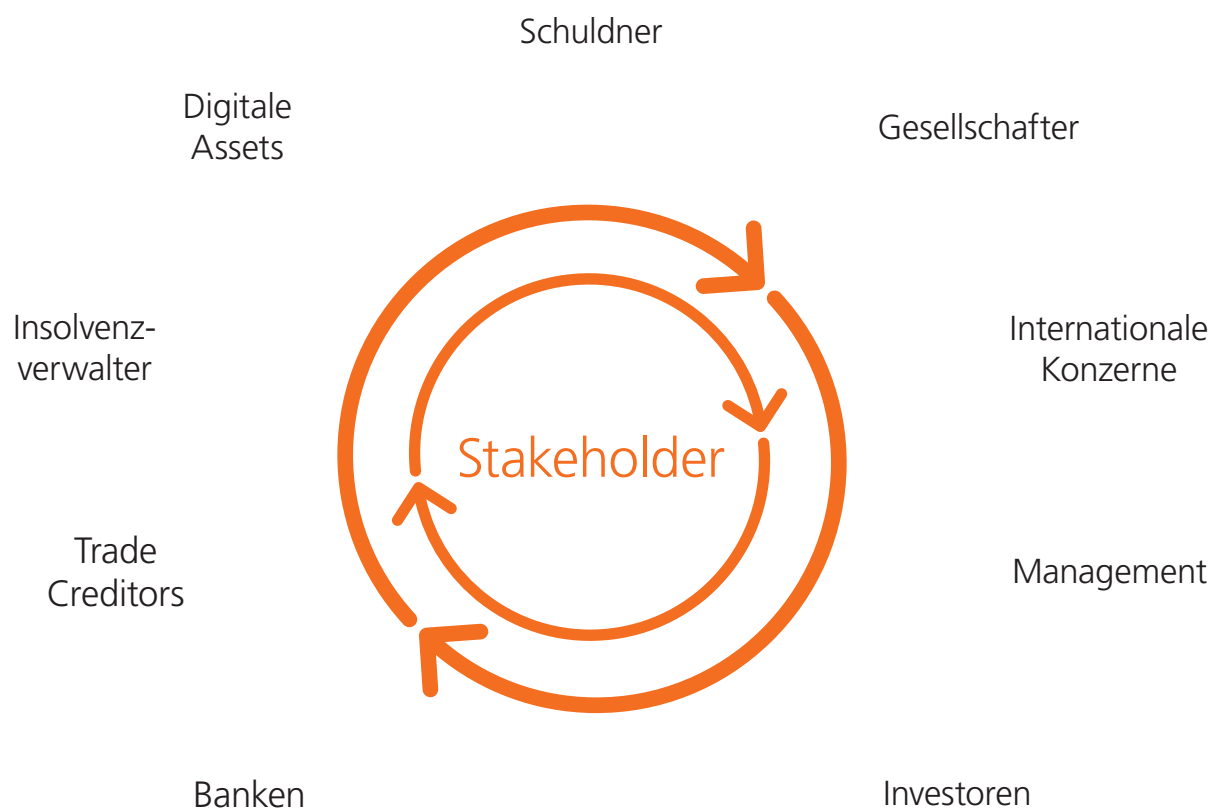 Schuldner
Digitale
Assets
Gesellschafter
Insolvenz-
verwalter
Internationale
Konzerne
Stakeholder
Trade
Creditors
Management
Banken
Investoren